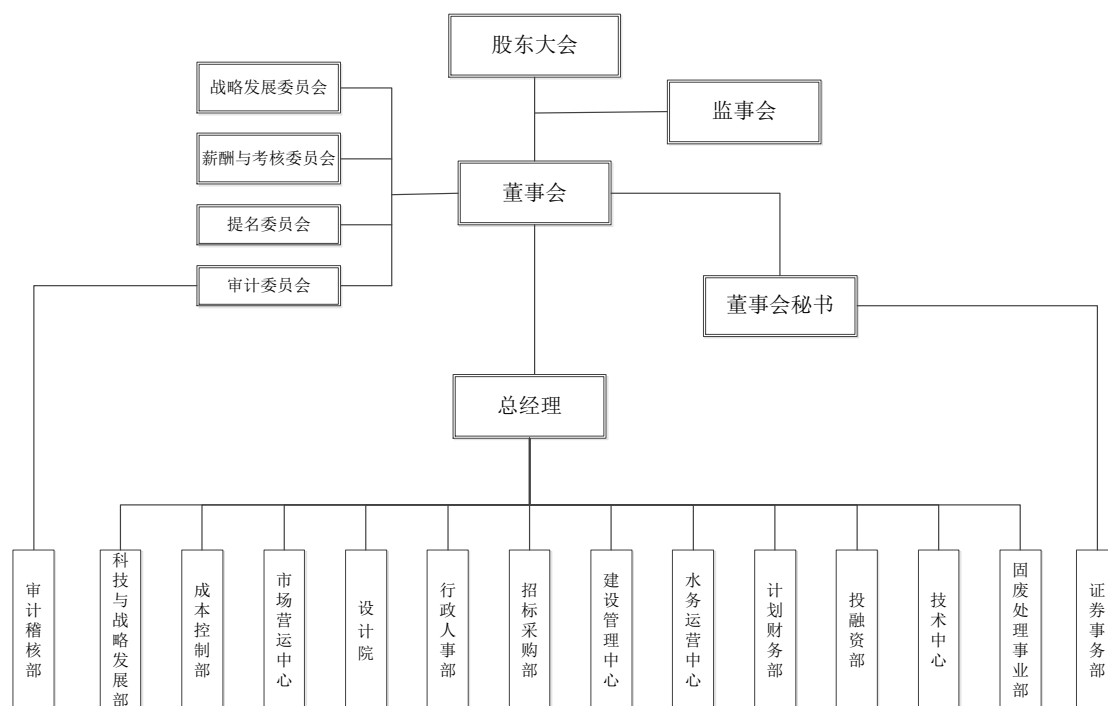 股东大会
战略发展委员会
监事会
薪酬与考核委员会
董事会
提名委员会
审计委员会
董事会秘书
总经理
审计稽核部
科技与战略发展部
成本控制部
市场营运中心
设计院
行政人事部
招标采购部
建设管理中心
水务运营中心
计划财务部
投融资部
技术中心
固废处理事业部
证券事务部